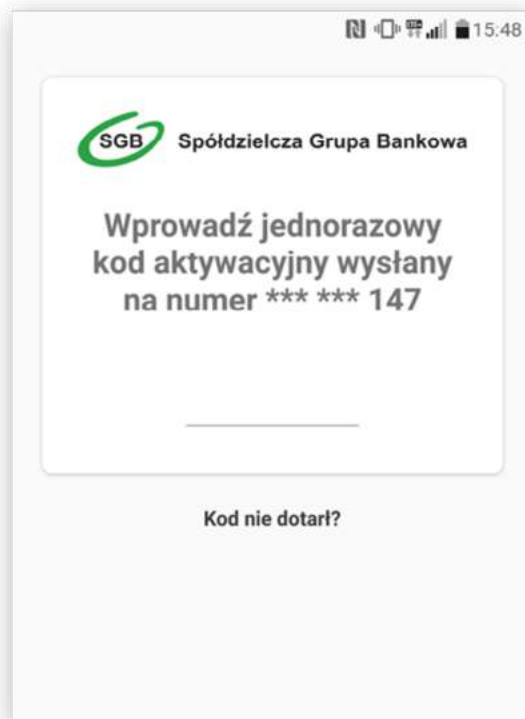 15:48
SGB Spółdzielcza Grupa Bankowa
Wprowadź jednorazowy
kod aktywacyjny wysłany
na numer *** *** 147
Kod nie dotarł?